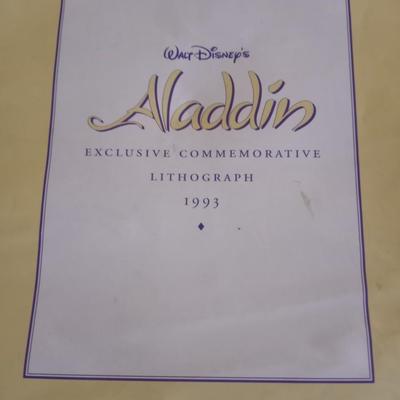 Walt Disney's
Aladdin
EXCLUSIVE COMMEMORATIVE
LITHOGRAPH
1993